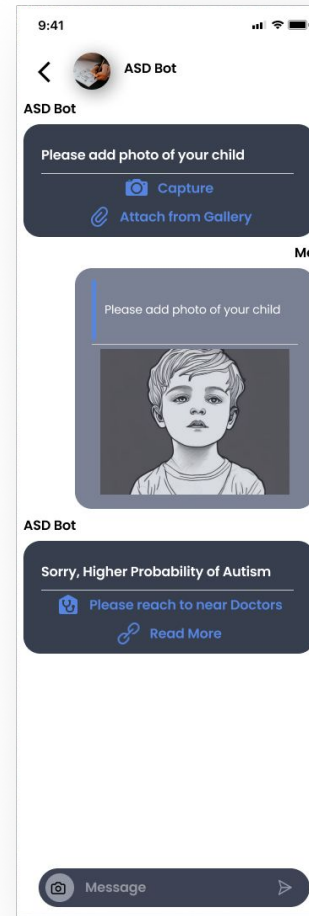 9:41
ASD Bot
ASD Bot
Please add photo of your child
Capture
Attach from Gallery
Me
Please add photo of your child
ASD Bot
Sorry, Higher Probability of Autism
Please reach to near Doctors
Read More
Message